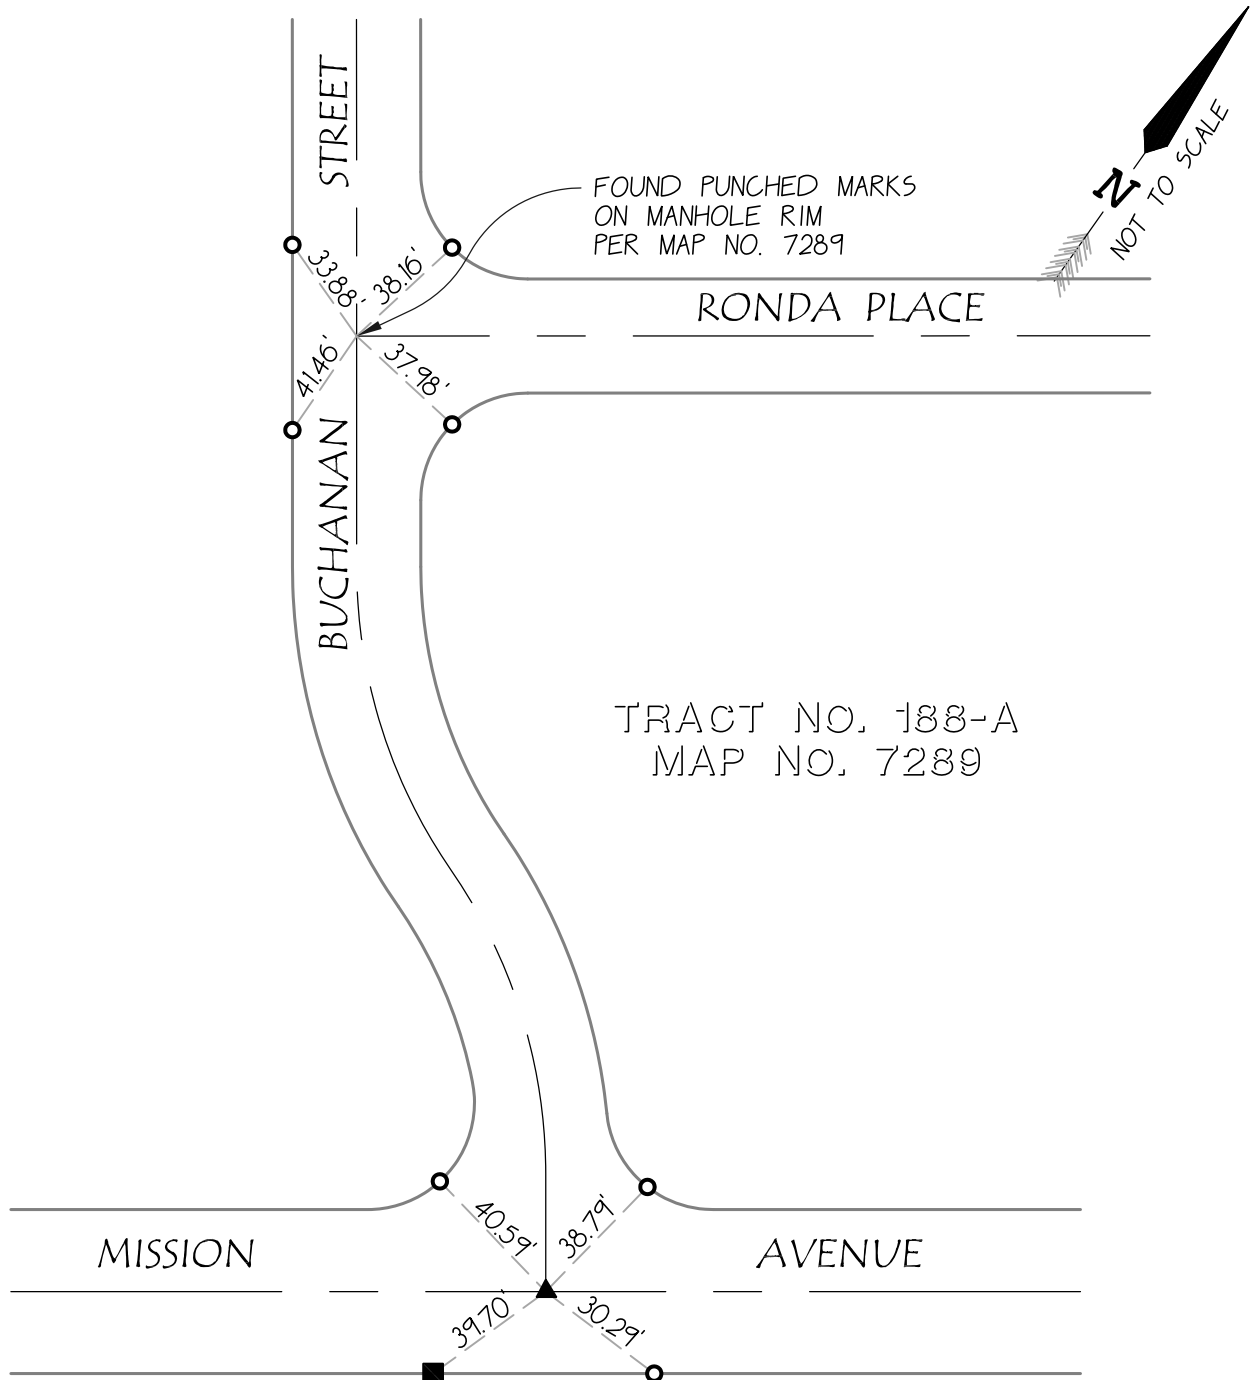 STREET
FOUND PUNCHED MARKS
ON MANHOLE RIM
PER MAP NO. 7289
N
NOT TO SCALE
33.88'
38.16'
RONDA PLACE
41.46'
37.98'
BUCHANAN
TRACT NO. 188-A
MAP NO. 7289
40.59'
38.79'
MISSION
AVENUE
39.70'
30.29'